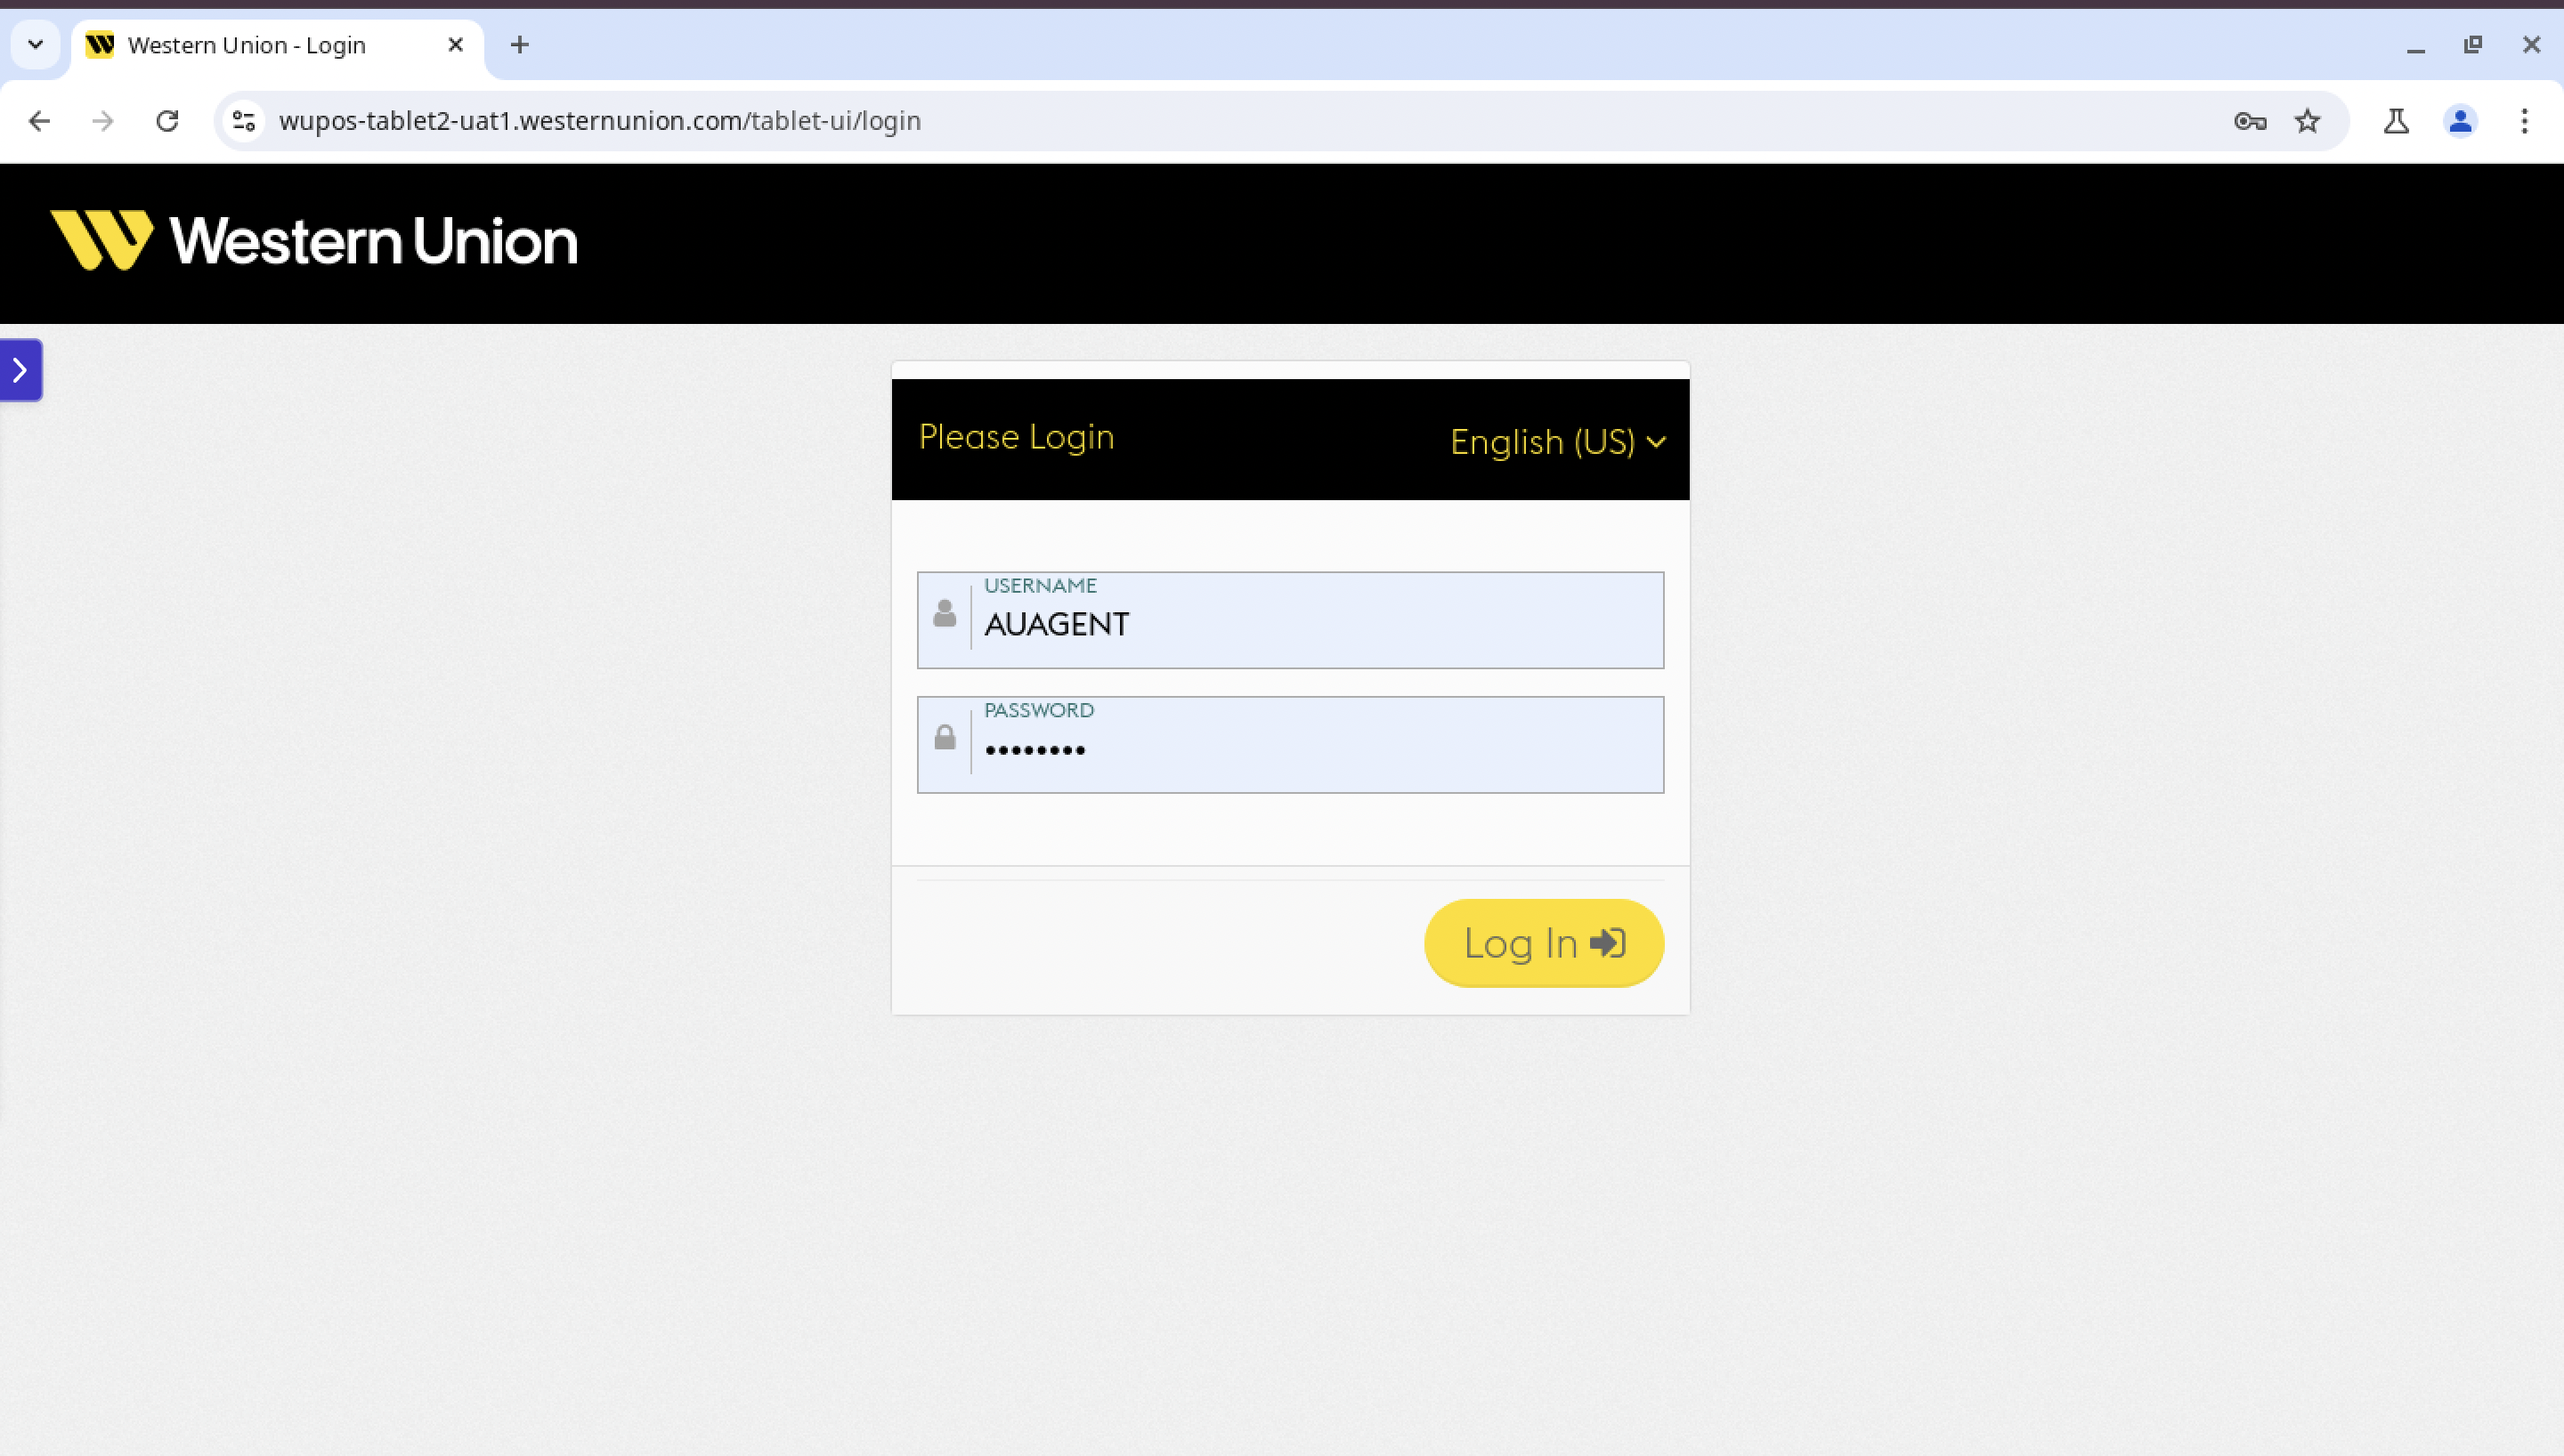 Western Union - Login
wupos-tablet2-uat1.westernunion.com/tablet-ui/login
Western Union
Please Login
English (US)
USERNAME
AUAGENT
PASSWORD
••••••••
Log In